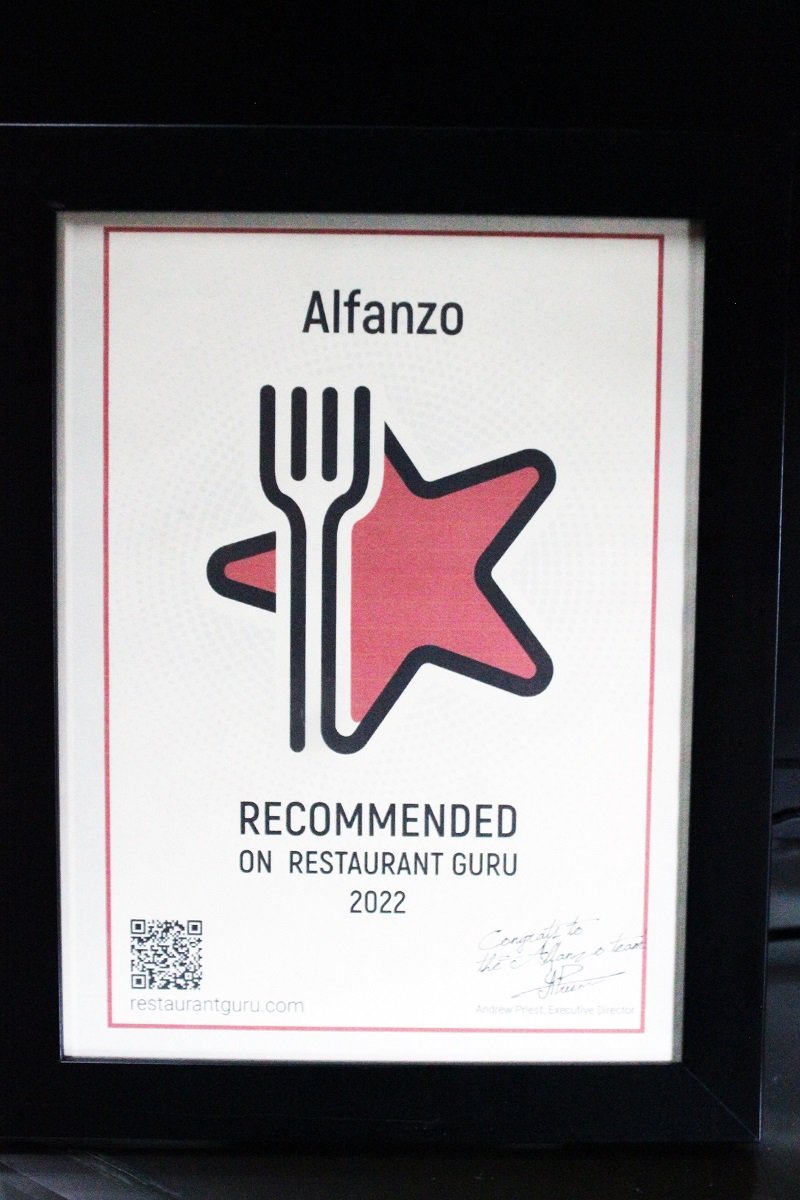 Alfanzo
RECOMMENDED
ON RESTAURANT GURU
2022
Congrats to
the Alfanzo team
restaurantguru.com
Andrew Priest, Executive Director